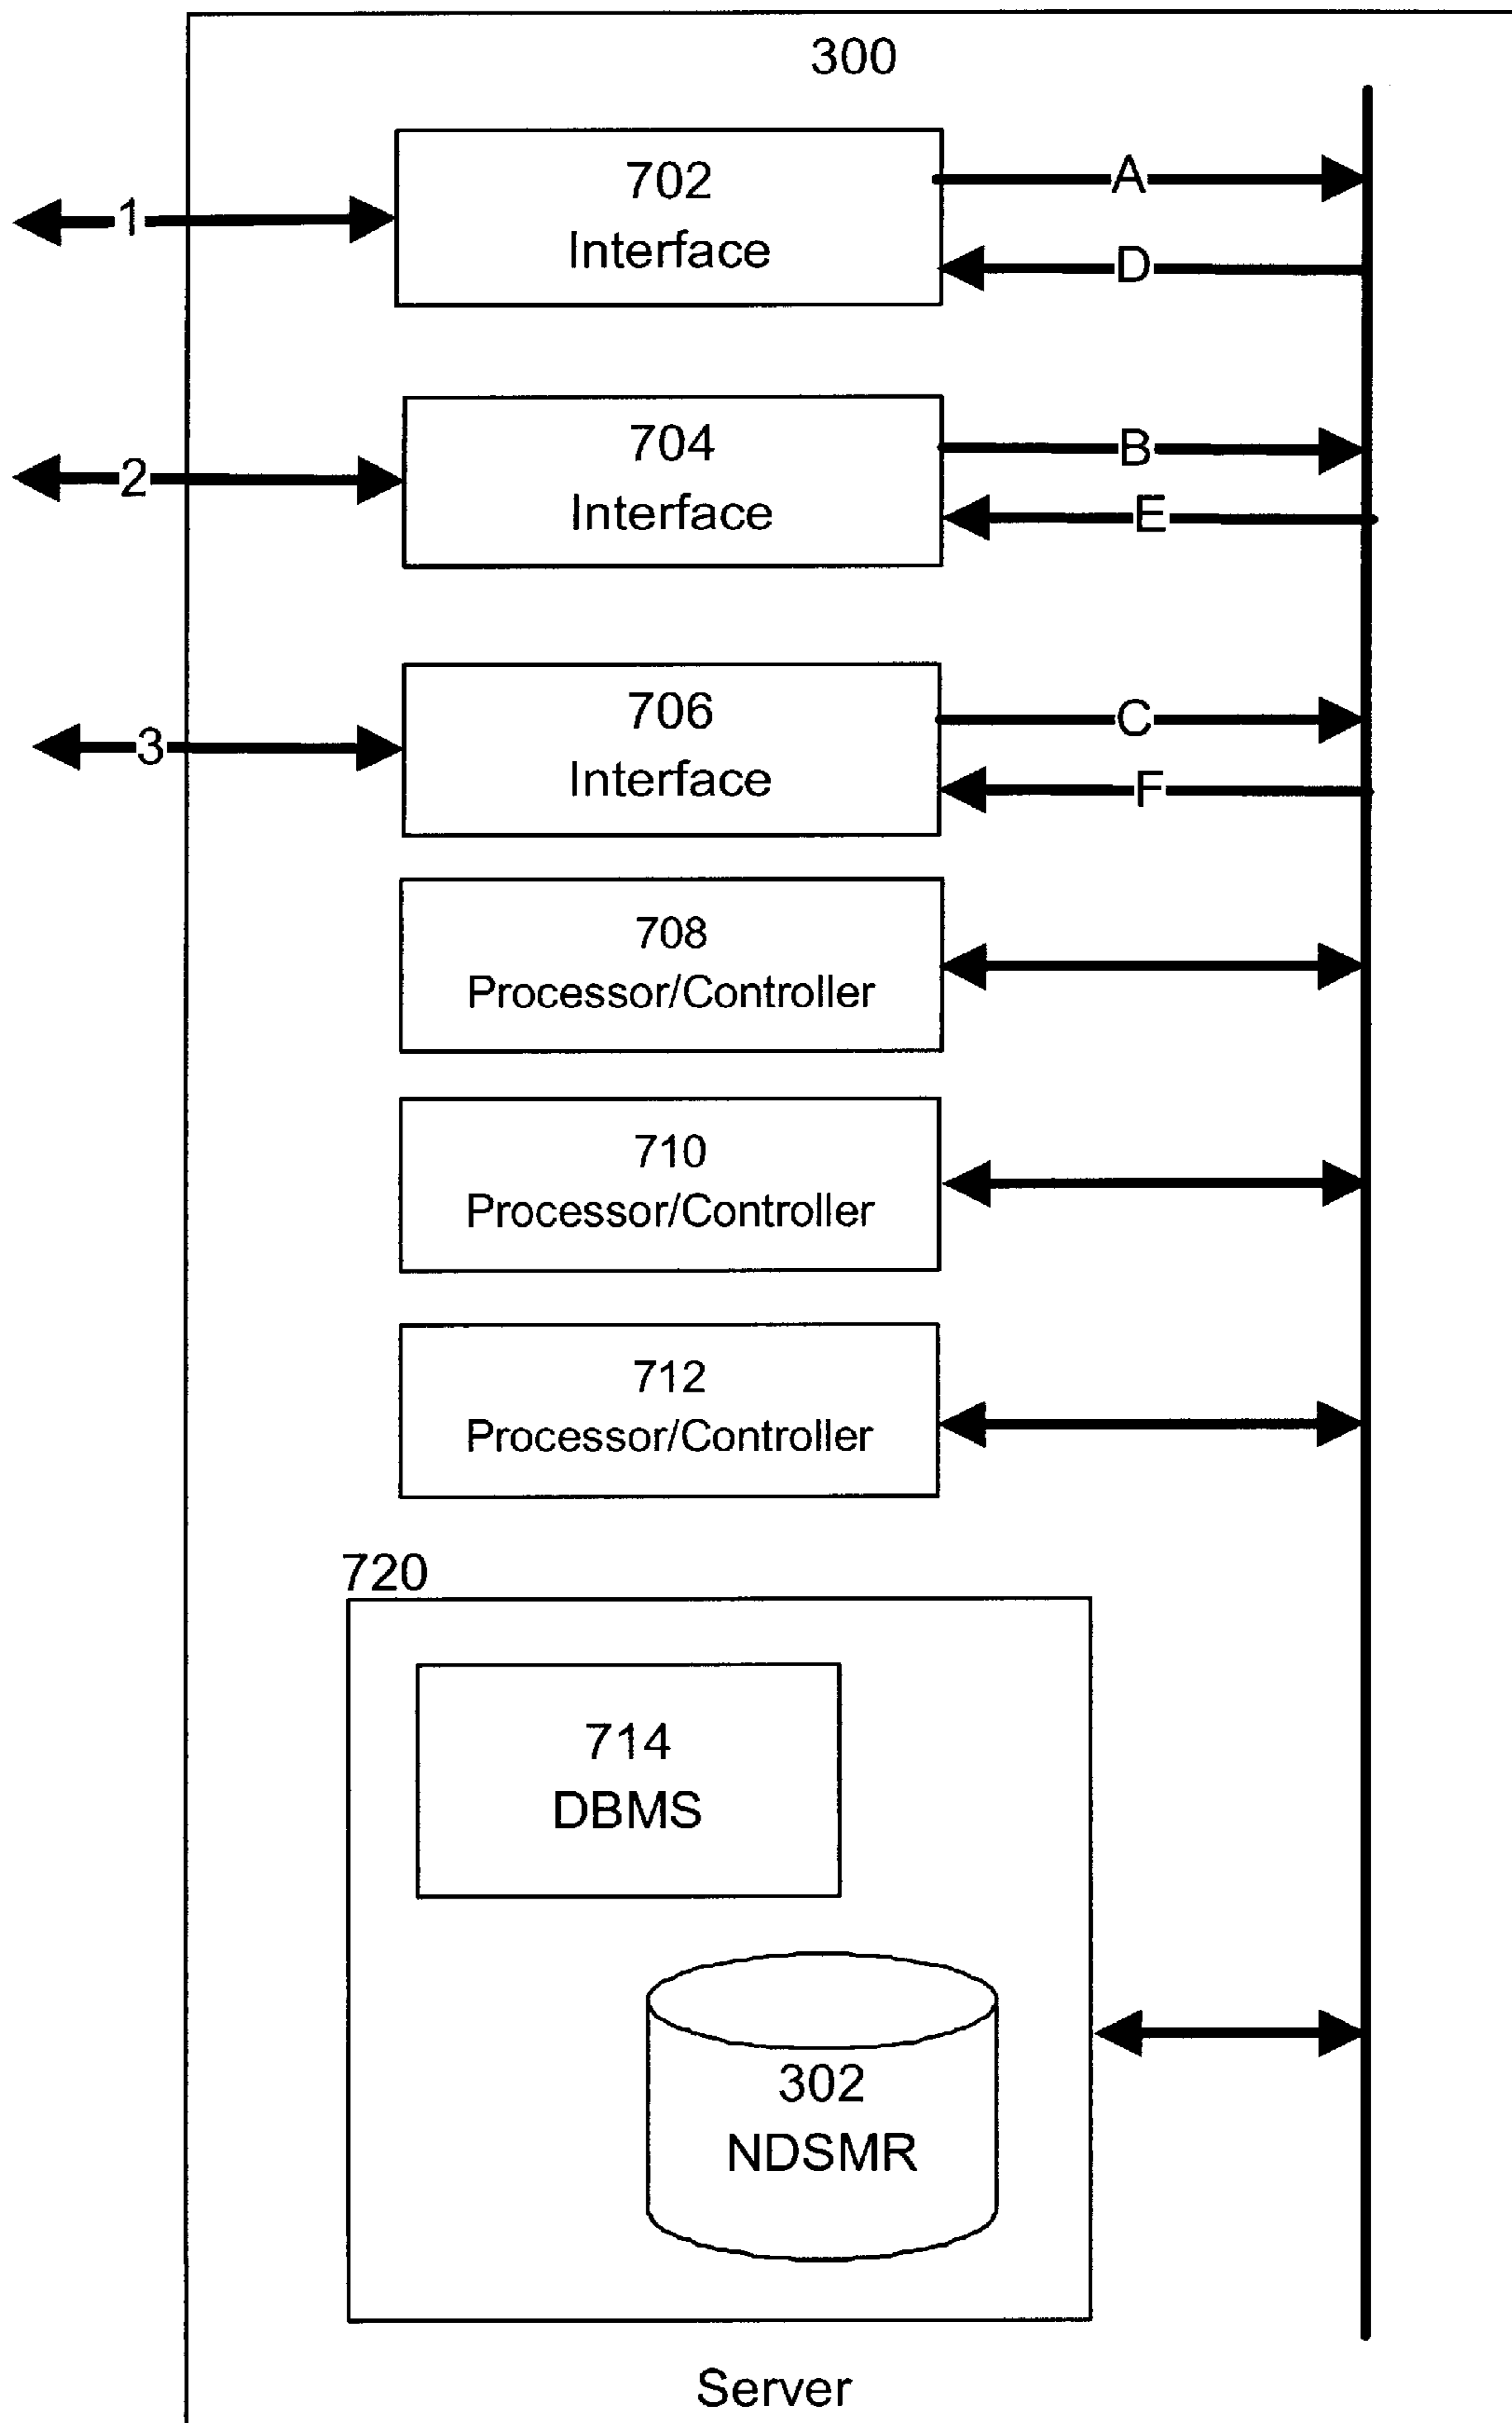 300
702
Interface
1
A
D
704
Interface
2
B
E
706
Interface
3
C
F
708
Processor/Controller
710
Processor/Controller
712
Processor/Controller
720
714
DBMS
302
NDSMR
Server